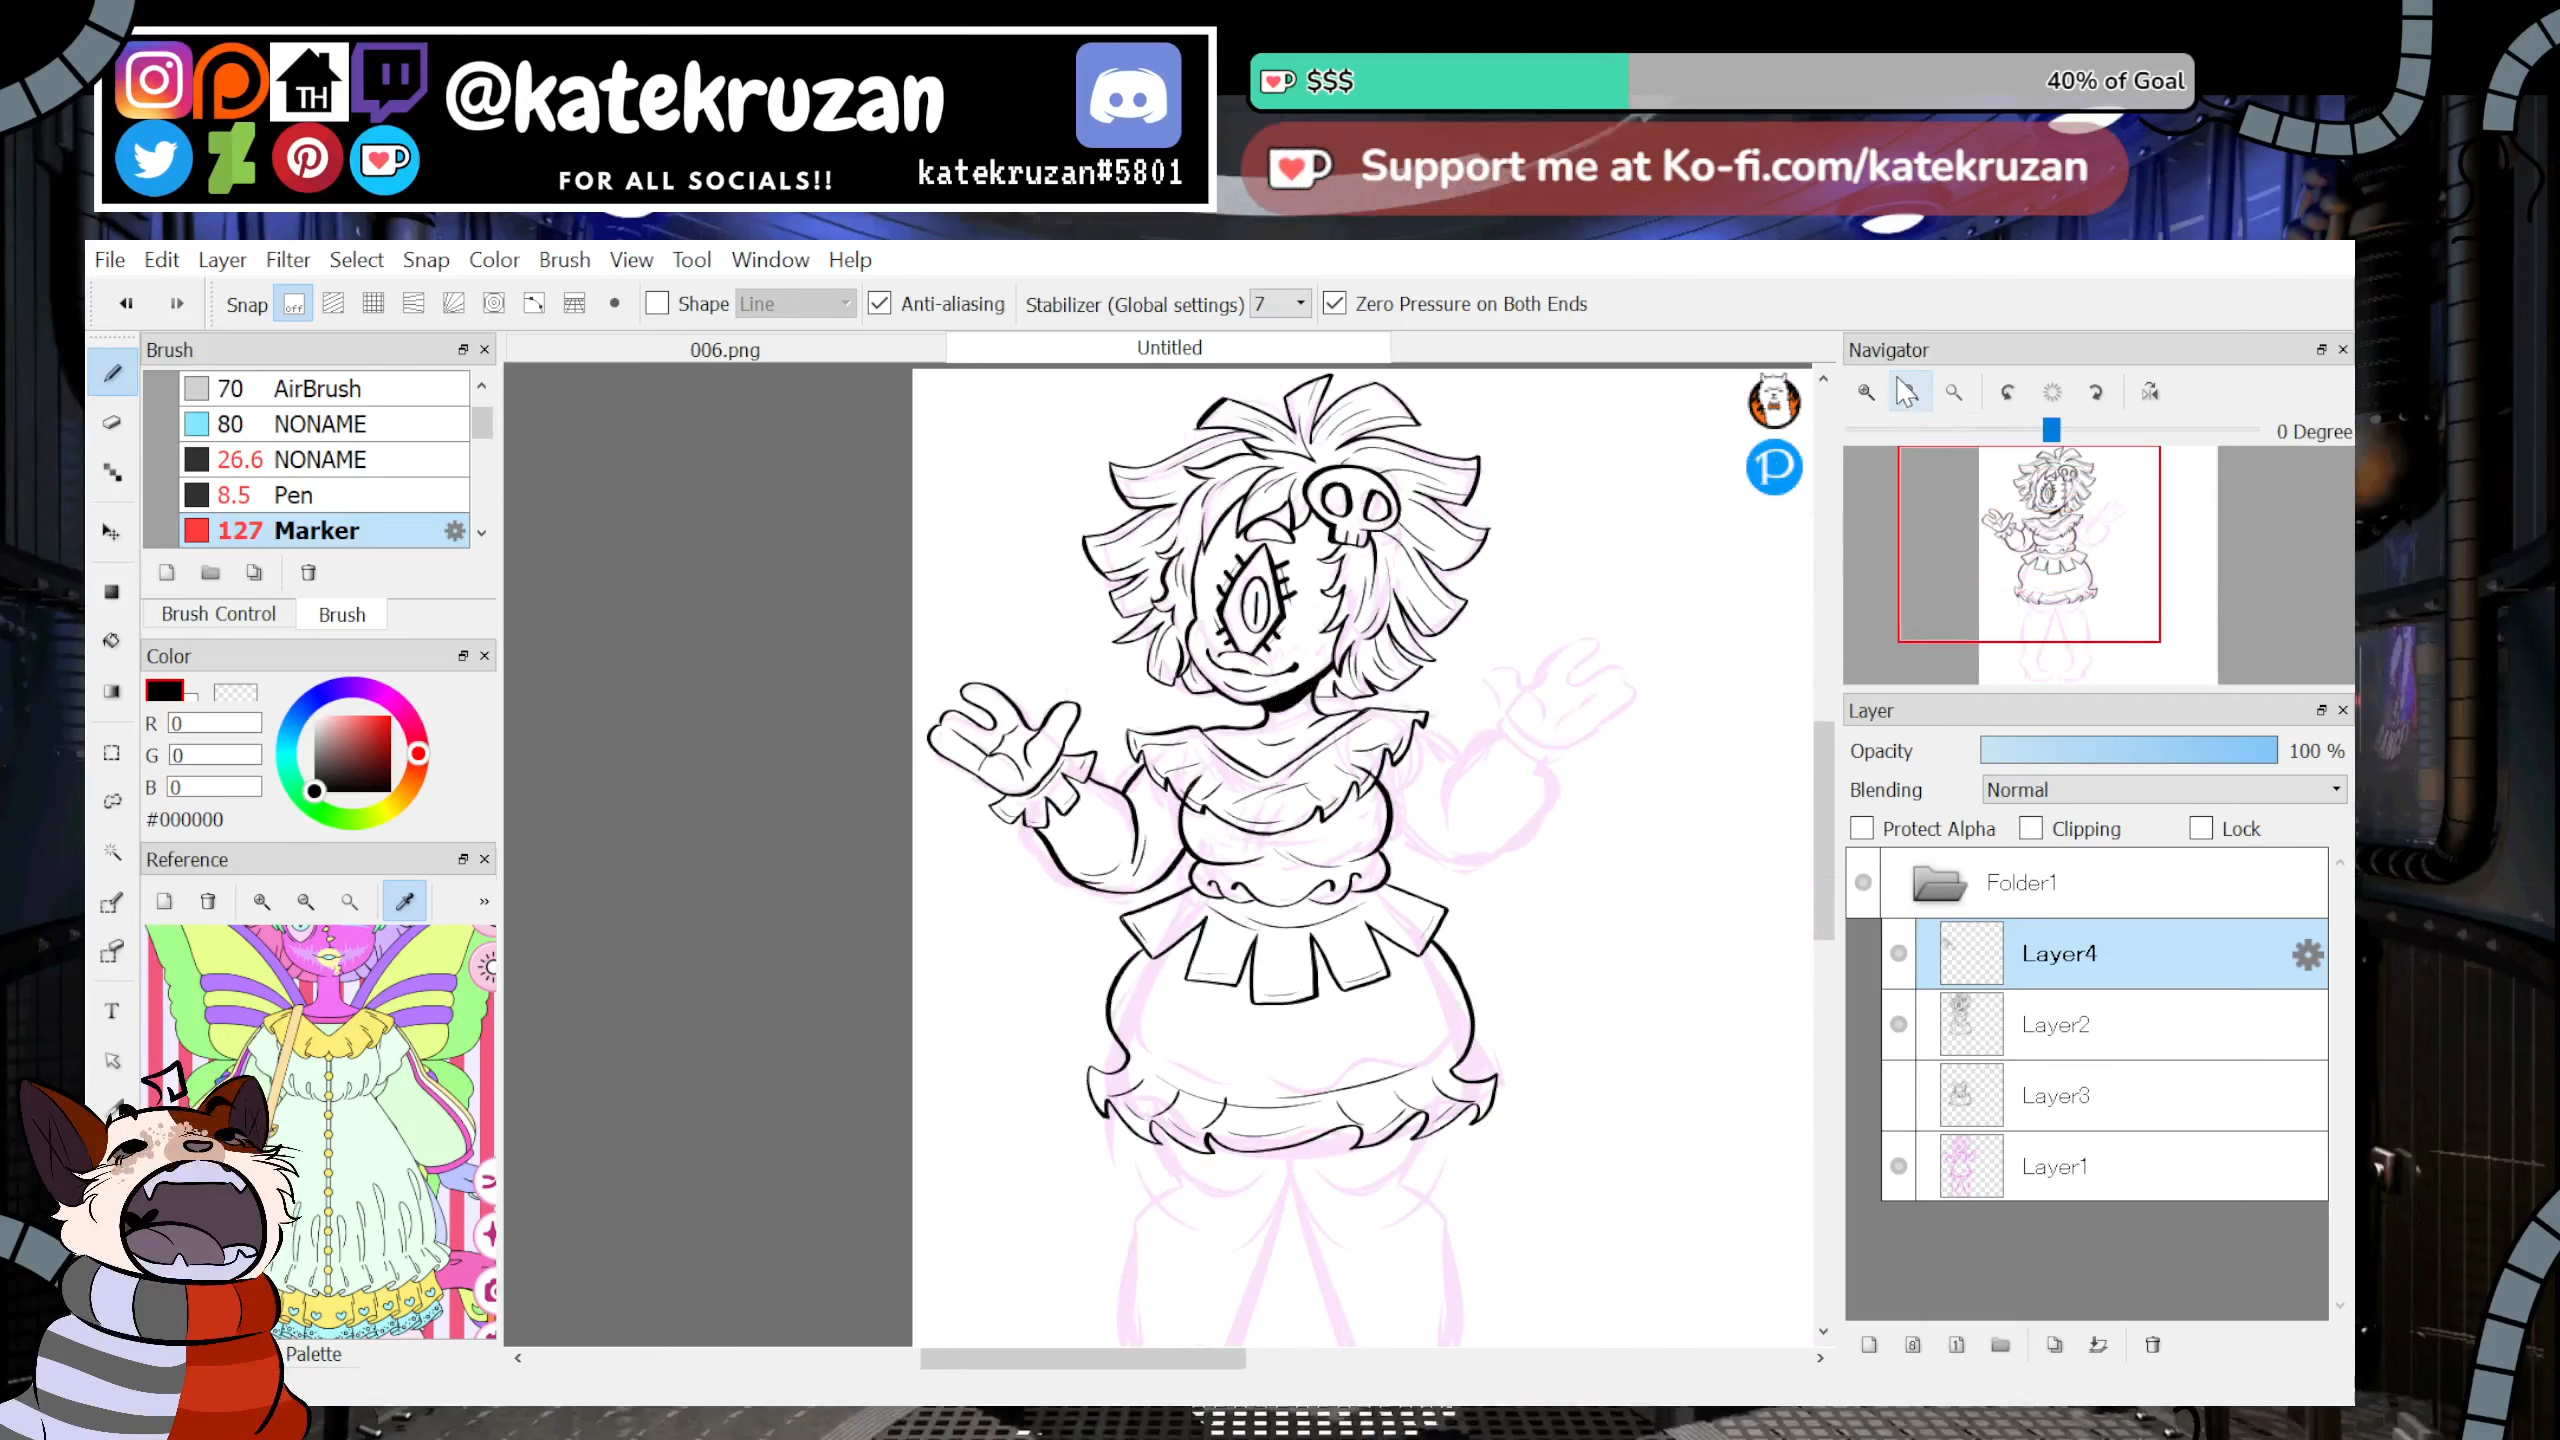 TH
@katekruzan
FOR ALL SOCIALS!!
katekruzan#5801
$$$
40% of Goal
Support me at Ko-fi.com/katekruzan
File Edit Layer Filter Select Snap Color Brush View Tool Window Help
Snap off Shape Line Anti-aliasing Stabilizer (Global settings) 7 Zero Pressure on Both Ends
Brush
70 AirBrush
80 NONAME
26.6 NONAME
8.5 Pen
127 Marker
Brush Control Brush
Color
R 0
G 0
B 0
#000000
Reference
T
Palette
006.png
Untitled
P
Navigator
0 Degree
Layer
Opacity 100 %
Blending Normal
Protect Alpha Clipping Lock
Folder1
Layer4
Layer2
Layer3
Layer1
8
1